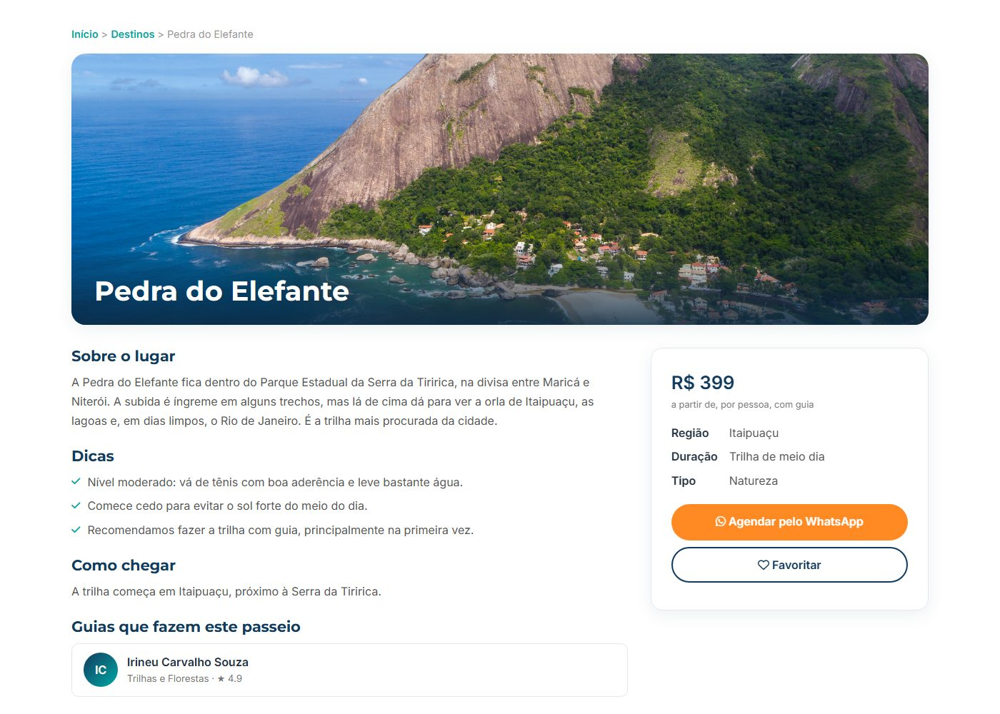 Início > Destinos > Pedra do Elefante
Pedra do Elefante
Sobre o lugar
A Pedra do Elefante fica dentro do Parque Estadual da Serra da Tiririca, na divisa entre Maricá e
Niterói. A subida é íngreme em alguns trechos, mas lá de cima dá para ver a orla de Itaipuaçu, as
lagoas e, em dias limpos, o Rio de Janeiro. É a trilha mais procurada da cidade.
Dicas
Nível moderado: vá de tênis com boa aderência e leve bastante água.
Comece cedo para evitar o sol forte do meio do dia.
Recomendamos fazer a trilha com guia, principalmente na primeira vez.
Como chegar
A trilha começa em Itaipuaçu, próximo à Serra da Tiririca.
Guias que fazem este passeio
IC
Irineu Carvalho Souza
Trilhas e Florestas · ★ 4.9
R$ 399
a partir de, por pessoa, com guia
Região Itaipuaçu
Duração Trilha de meio dia
Tipo Natureza
Agendar pelo WhatsApp
Favoritar